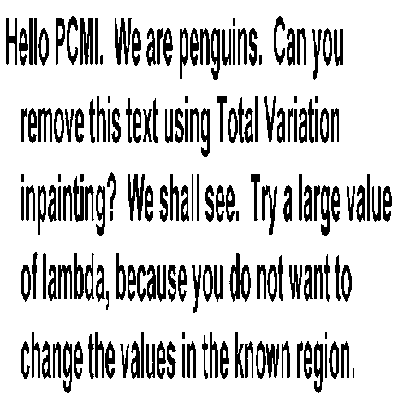 Hello PCMI.  We are penguins.  Can you
remove this text using Total Variation
inpainting?  We shall see.  Try a large value
of lambda, because you do not want to
change the values in the known region.